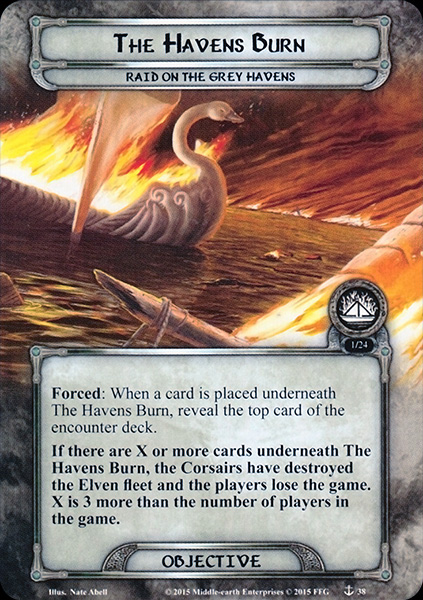 The Havens Burn
RAID ON THE GREY HAVENS
1/24
Forced: When a card is placed underneath
The Havens Burn, reveal the top card of the
encounter deck.
If there are X or more cards underneath The
Havens Burn, the Corsairs have destroyed
the Elven fleet and the players lose the game.
X is 3 more than the number of players in
the game.
OBJECTIVE
Illus. Nate Abell © 2015 Middle-earth Enterprises © 2015 FFG 38